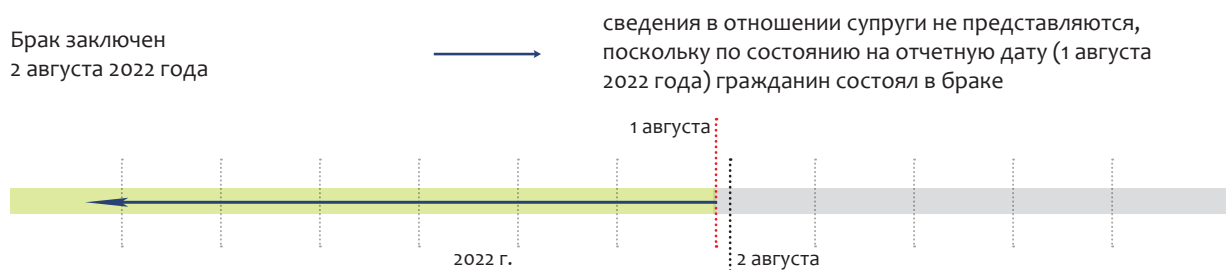 Брак заключен
2 августа 2022 года
сведения в отношении супруги не представляются,
поскольку по состоянию на отчетную дату (1 августа
2022 года) гражданин состоял в браке
1 августа
2022 г.
2 августа